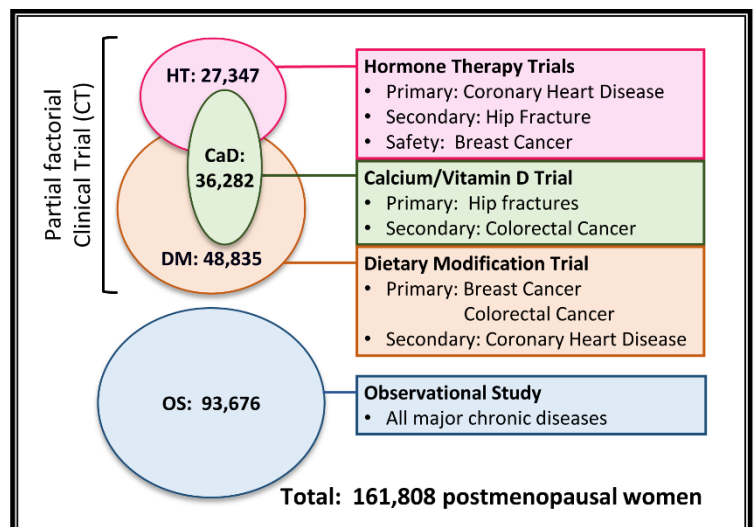 Partial factorial
Clinical Trial (CT)
HT: 27,347
CaD:
36,282
DM: 48,835
OS: 93,676
Hormone Therapy Trials
• Primary: Coronary Heart Disease
• Secondary: Hip Fracture
• Safety: Breast Cancer
Calcium/Vitamin D Trial
• Primary: Hip fractures
• Secondary: Colorectal Cancer
Dietary Modification Trial
• Primary: Breast Cancer
Colorectal Cancer
• Secondary: Coronary Heart Disease
Observational Study
• All major chronic diseases
Total: 161,808 postmenopausal women